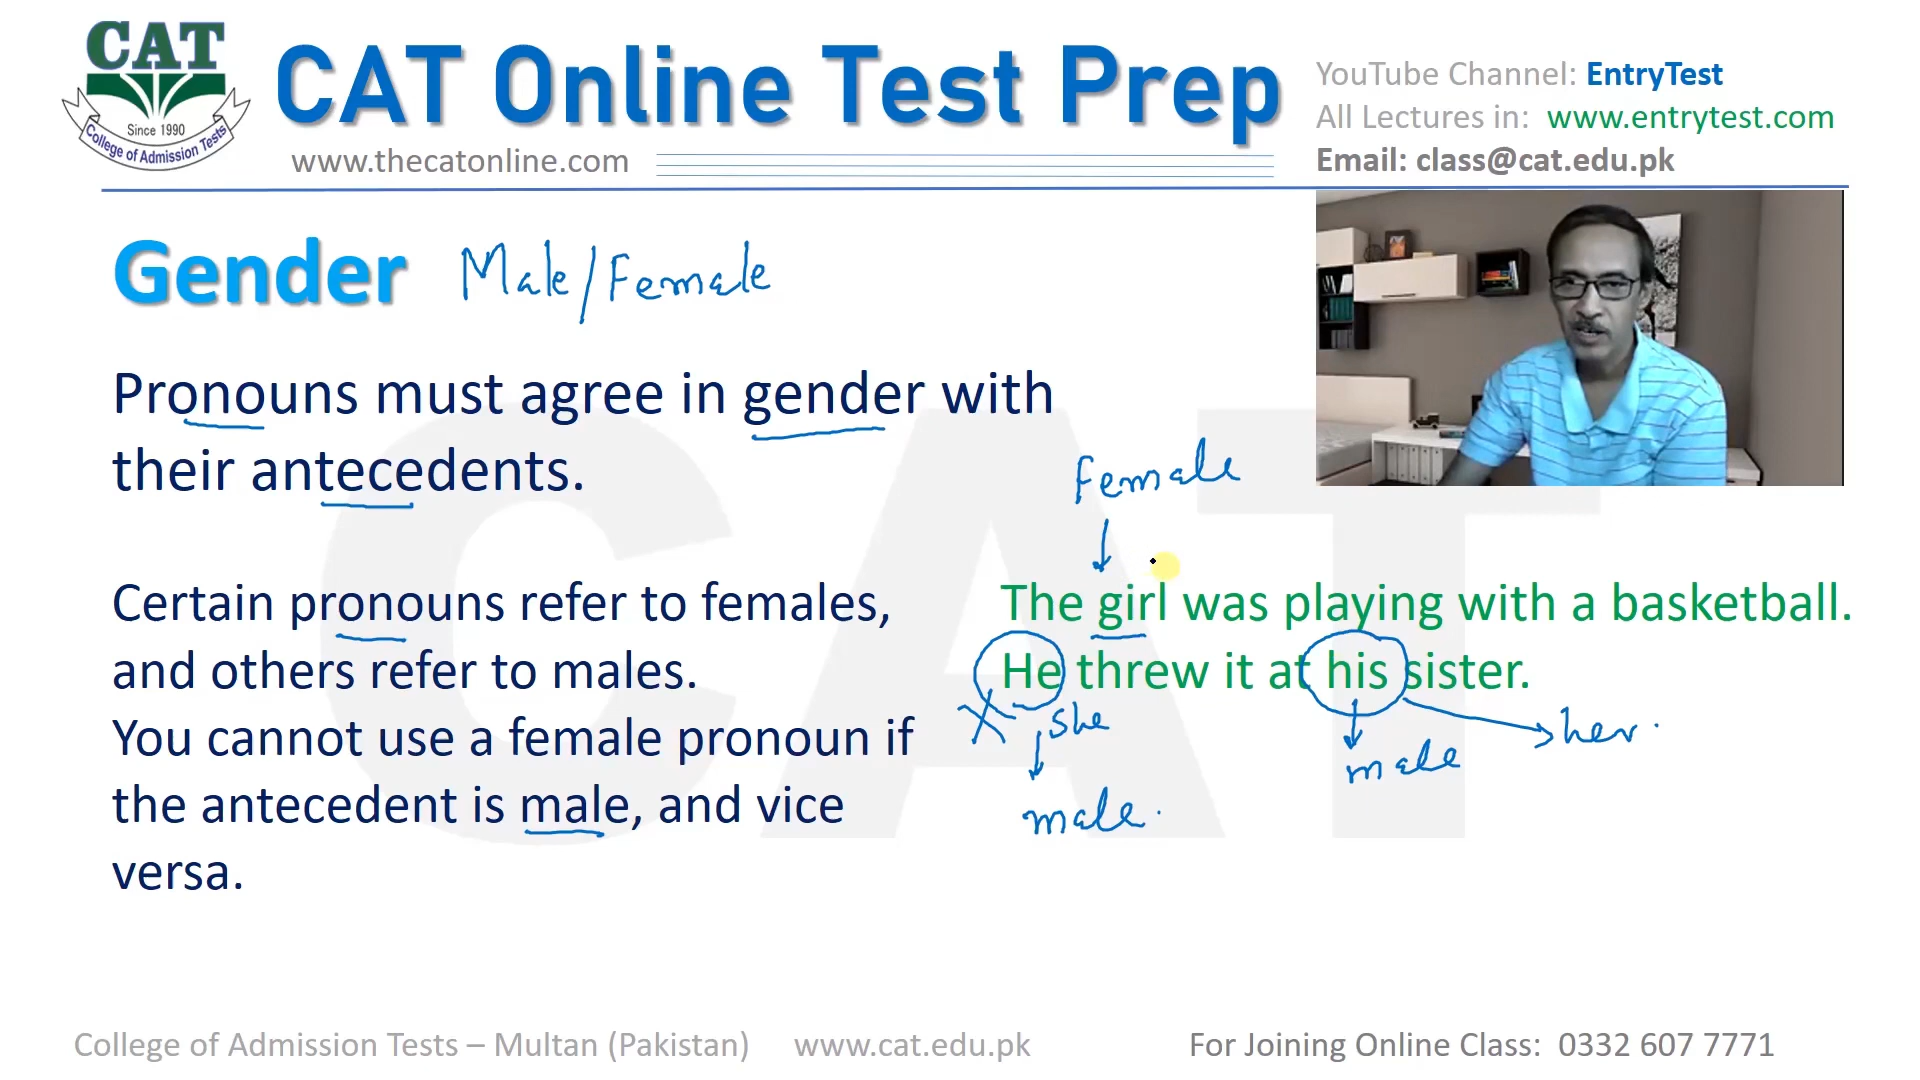 CAT
Since 1990
College of Admission Tests
CAT Online Test Prep
www.thecatonline.com
YouTube Channel: EntryTest
All Lectures in: www.entrytest.com
Email: class@cat.edu.pk
Gender Male/Female
Pronouns must agree in gender with
their antecedents.
Certain pronouns refer to females,
and others refer to males.
You cannot use a female pronoun if
the antecedent is male, and vice
versa.
Female
The girl was playing with a basketball.
He threw it at his sister.
she
her.
male
male.
CAT
College of Admission Tests – Multan (Pakistan) www.cat.edu.pk For Joining Online Class: 0332 607 7771